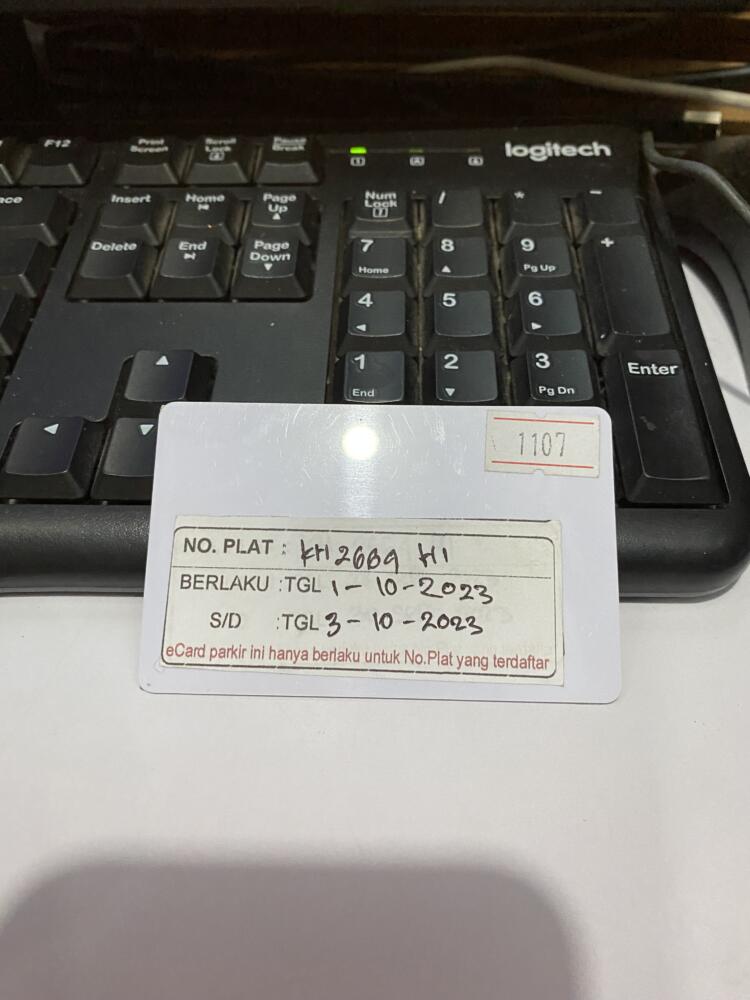 F12
Print Screen
Scroll Lock
Pause Break
logitech
Insert
Home
Page Up
Num Lock
/
*
-
Delete
End
Page Down
7 Home
8
9 Pg Up
+
4
5
6
1 End
2
3 Pg Dn
Enter
1107
NO. PLAT : KH 2689 HI
BERLAKU : TGL 1 - 10 - 2023
S/D : TGL 3 - 10 - 2023
eCard parkir ini hanya berlaku untuk No.Plat yang terdaftar